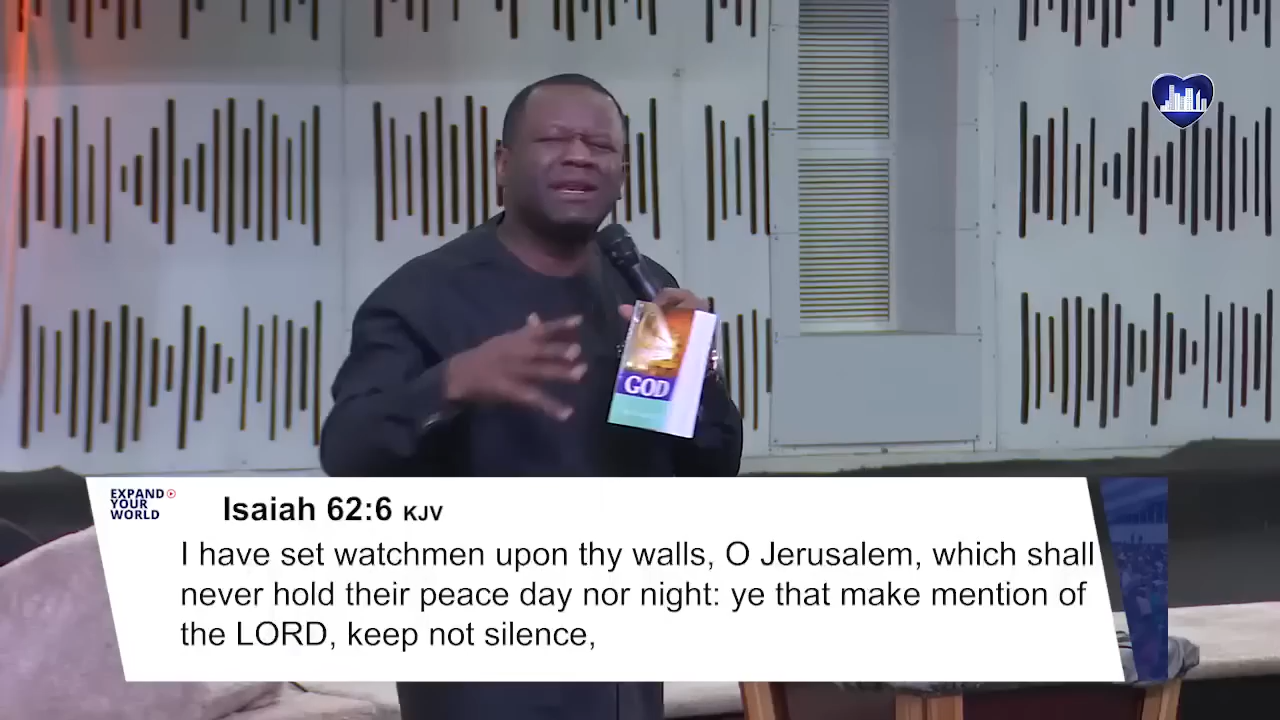 GOD
EXPAND
YOUR
WORLD
Isaiah 62:6 KJV
I have set watchmen upon thy walls, O Jerusalem, which shall
never hold their peace day nor night: ye that make mention of
the LORD, keep not silence,